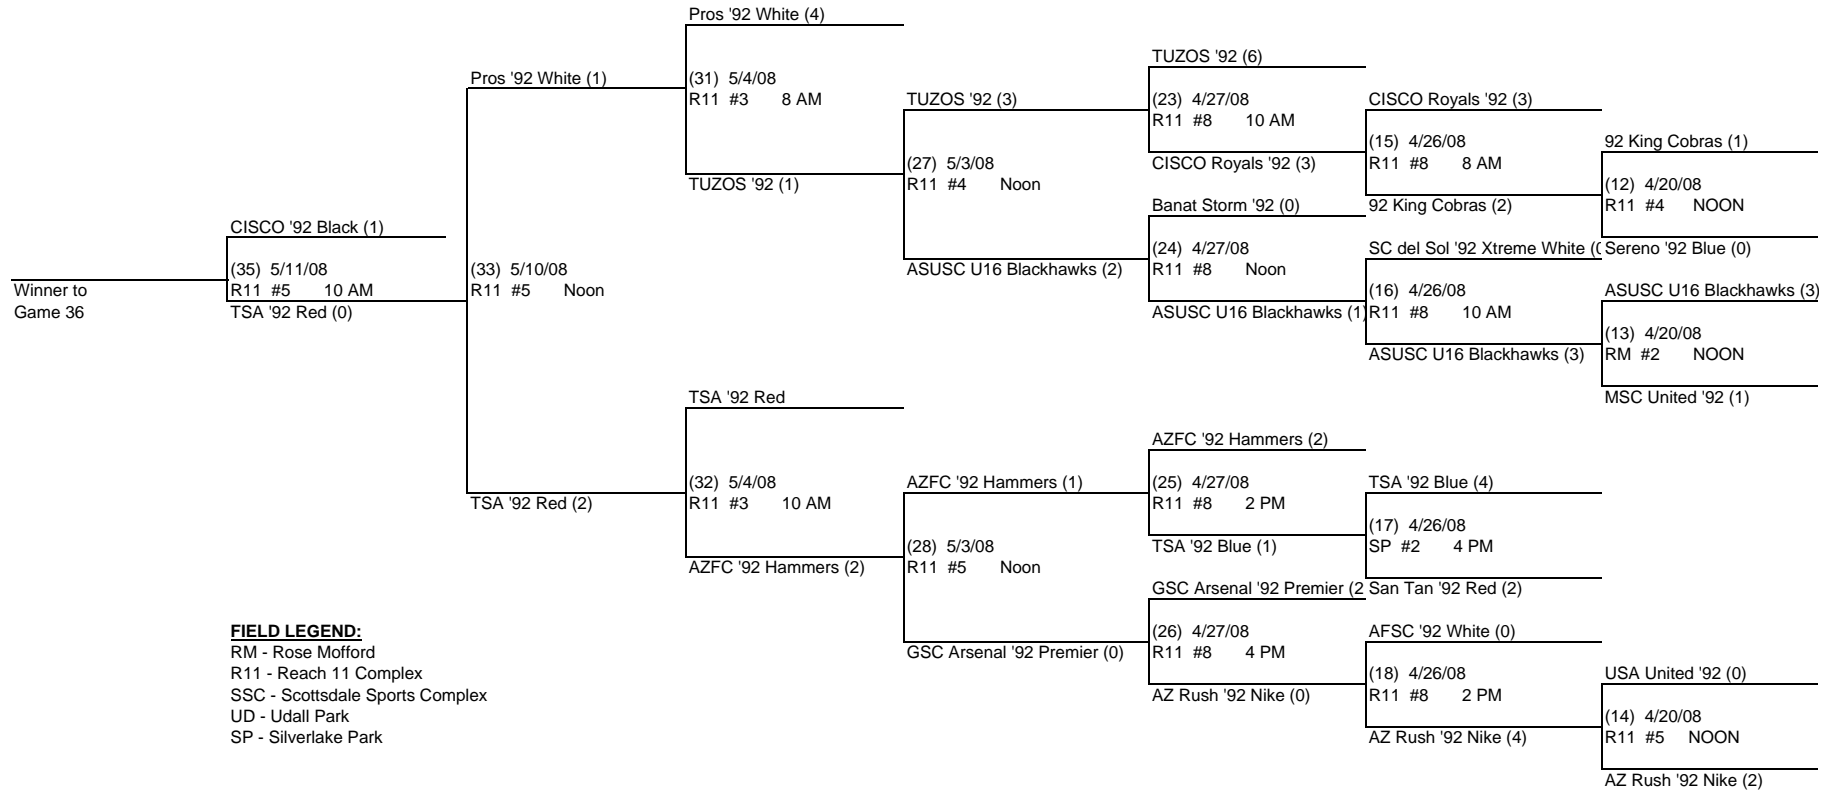 Pros '92 White (4)
TUZOS '92 (6)
Pros '92 White (1)
(31) 5/4/08
R11 #3 8 AM
TUZOS '92 (3)
(23) 4/27/08
R11 #8 10 AM
CISCO Royals '92 (3)
(15) 4/26/08
R11 #8 8 AM
92 King Cobras (1)
CISCO Royals '92 (3)
(27) 5/3/08
R11 #4 Noon
TUZOS '92 (1)
(12) 4/20/08
R11 #4 NOON
Banat Storm '92 (0)
92 King Cobras (2)
CISCO '92 Black (1)
(24) 4/27/08
R11 #8 Noon
SC del Sol '92 Xtreme White (0
Sereno '92 Blue (0)
(35) 5/11/08
R11 #5 10 AM
(33) 5/10/08
R11 #5 Noon
ASUSC U16 Blackhawks (2)
Winner to
Game 36
(16) 4/26/08
R11 #8 10 AM
ASUSC U16 Blackhawks (3)
TSA '92 Red (0)
ASUSC U16 Blackhawks (1)
(13) 4/20/08
RM #2 NOON
ASUSC U16 Blackhawks (3)
TSA '92 Red
MSC United '92 (1)
AZFC '92 Hammers (2)
(32) 5/4/08
R11 #3 10 AM
AZFC '92 Hammers (1)
(25) 4/27/08
R11 #8 2 PM
TSA '92 Blue (4)
TSA '92 Red (2)
(17) 4/26/08
SP #2 4 PM
(28) 5/3/08
R11 #5 Noon
TSA '92 Blue (1)
AZFC '92 Hammers (2)
GSC Arsenal '92 Premier (2
San Tan '92 Red (2)
FIELD LEGEND:
RM - Rose Mofford
R11 - Reach 11 Complex
SSC - Scottsdale Sports Complex
UD - Udall Park
SP - Silverlake Park
(26) 4/27/08
R11 #8 4 PM
AFSC '92 White (0)
GSC Arsenal '92 Premier (0)
(18) 4/26/08
R11 #8 2 PM
USA United '92 (0)
AZ Rush '92 Nike (0)
(14) 4/20/08
R11 #5 NOON
AZ Rush '92 Nike (4)
AZ Rush '92 Nike (2)